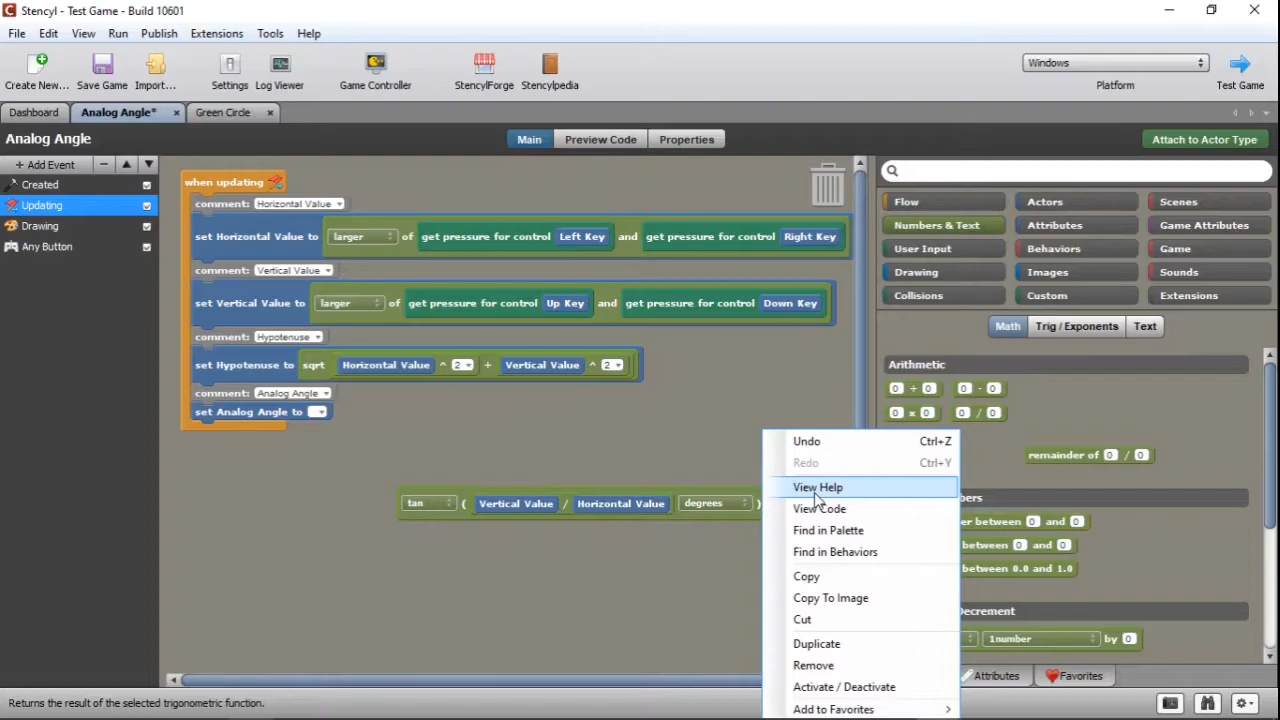 Stencyl - Test Game - Build 10601
File Edit View Run Publish Extensions Tools Help
Create New... Save Game Import... Settings Log Viewer Game Controller StencylForge Stencylpedia Windows Platform Test Game
Dashboard Analog Angle* × Green Circle ×
Analog Angle Main Preview Code Properties Attach to Actor Type
+ Add Event
Created
Updating
Drawing
Any Button
when updating
comment: Horizontal Value
set Horizontal Value to larger of get pressure for control Left Key and get pressure for control Right Key
comment: Vertical Value
set Vertical Value to larger of get pressure for control Up Key and get pressure for control Down Key
comment: Hypotenuse
set Hypotenuse to sqrt Horizontal Value ^ 2 + Vertical Value ^ 2
comment: Analog Angle
set Analog Angle to
tan ( Vertical Value / Horizontal Value degrees )
Undo Ctrl+Z
Redo Ctrl+Y
View Help
View Code
Find in Palette
Find in Behaviors
Copy
Copy To Image
Cut
Duplicate
Remove
Activate / Deactivate
Add to Favorites
Flow Actors Scenes
Numbers & Text Attributes Game Attributes
User Input Behaviors Game
Drawing Images Sounds
Collisions Custom Extensions
Math Trig / Exponents Text
Arithmetic
0 + 0 0 - 0
0 x 0 0 / 0
remainder of 0 / 0
between 0 and 0
between 0 and 0
between 0.0 and 1.0
Decrement
1number by 0
Attributes Favorites
Returns the result of the selected trigonometric function.